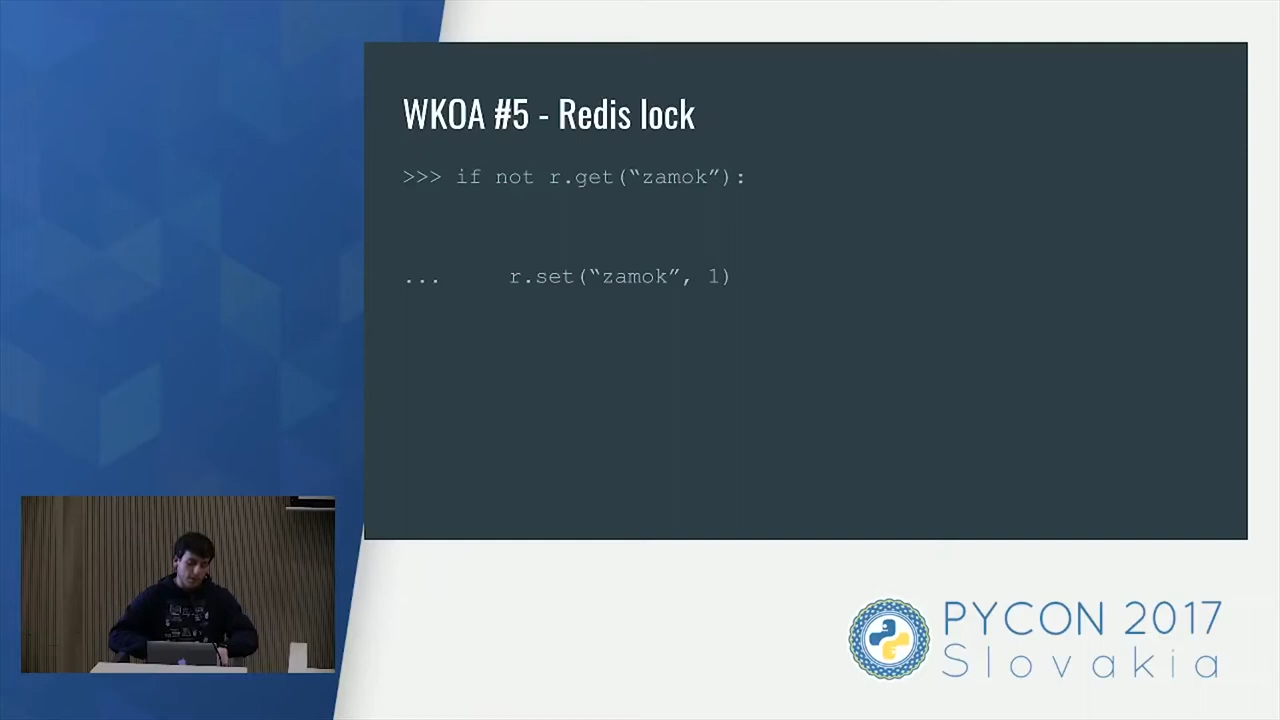 WKOA #5 - Redis lock
>>> if not r.get(“zamok”):
...     r.set(“zamok”, 1)
PYCON 2017
Slovakia